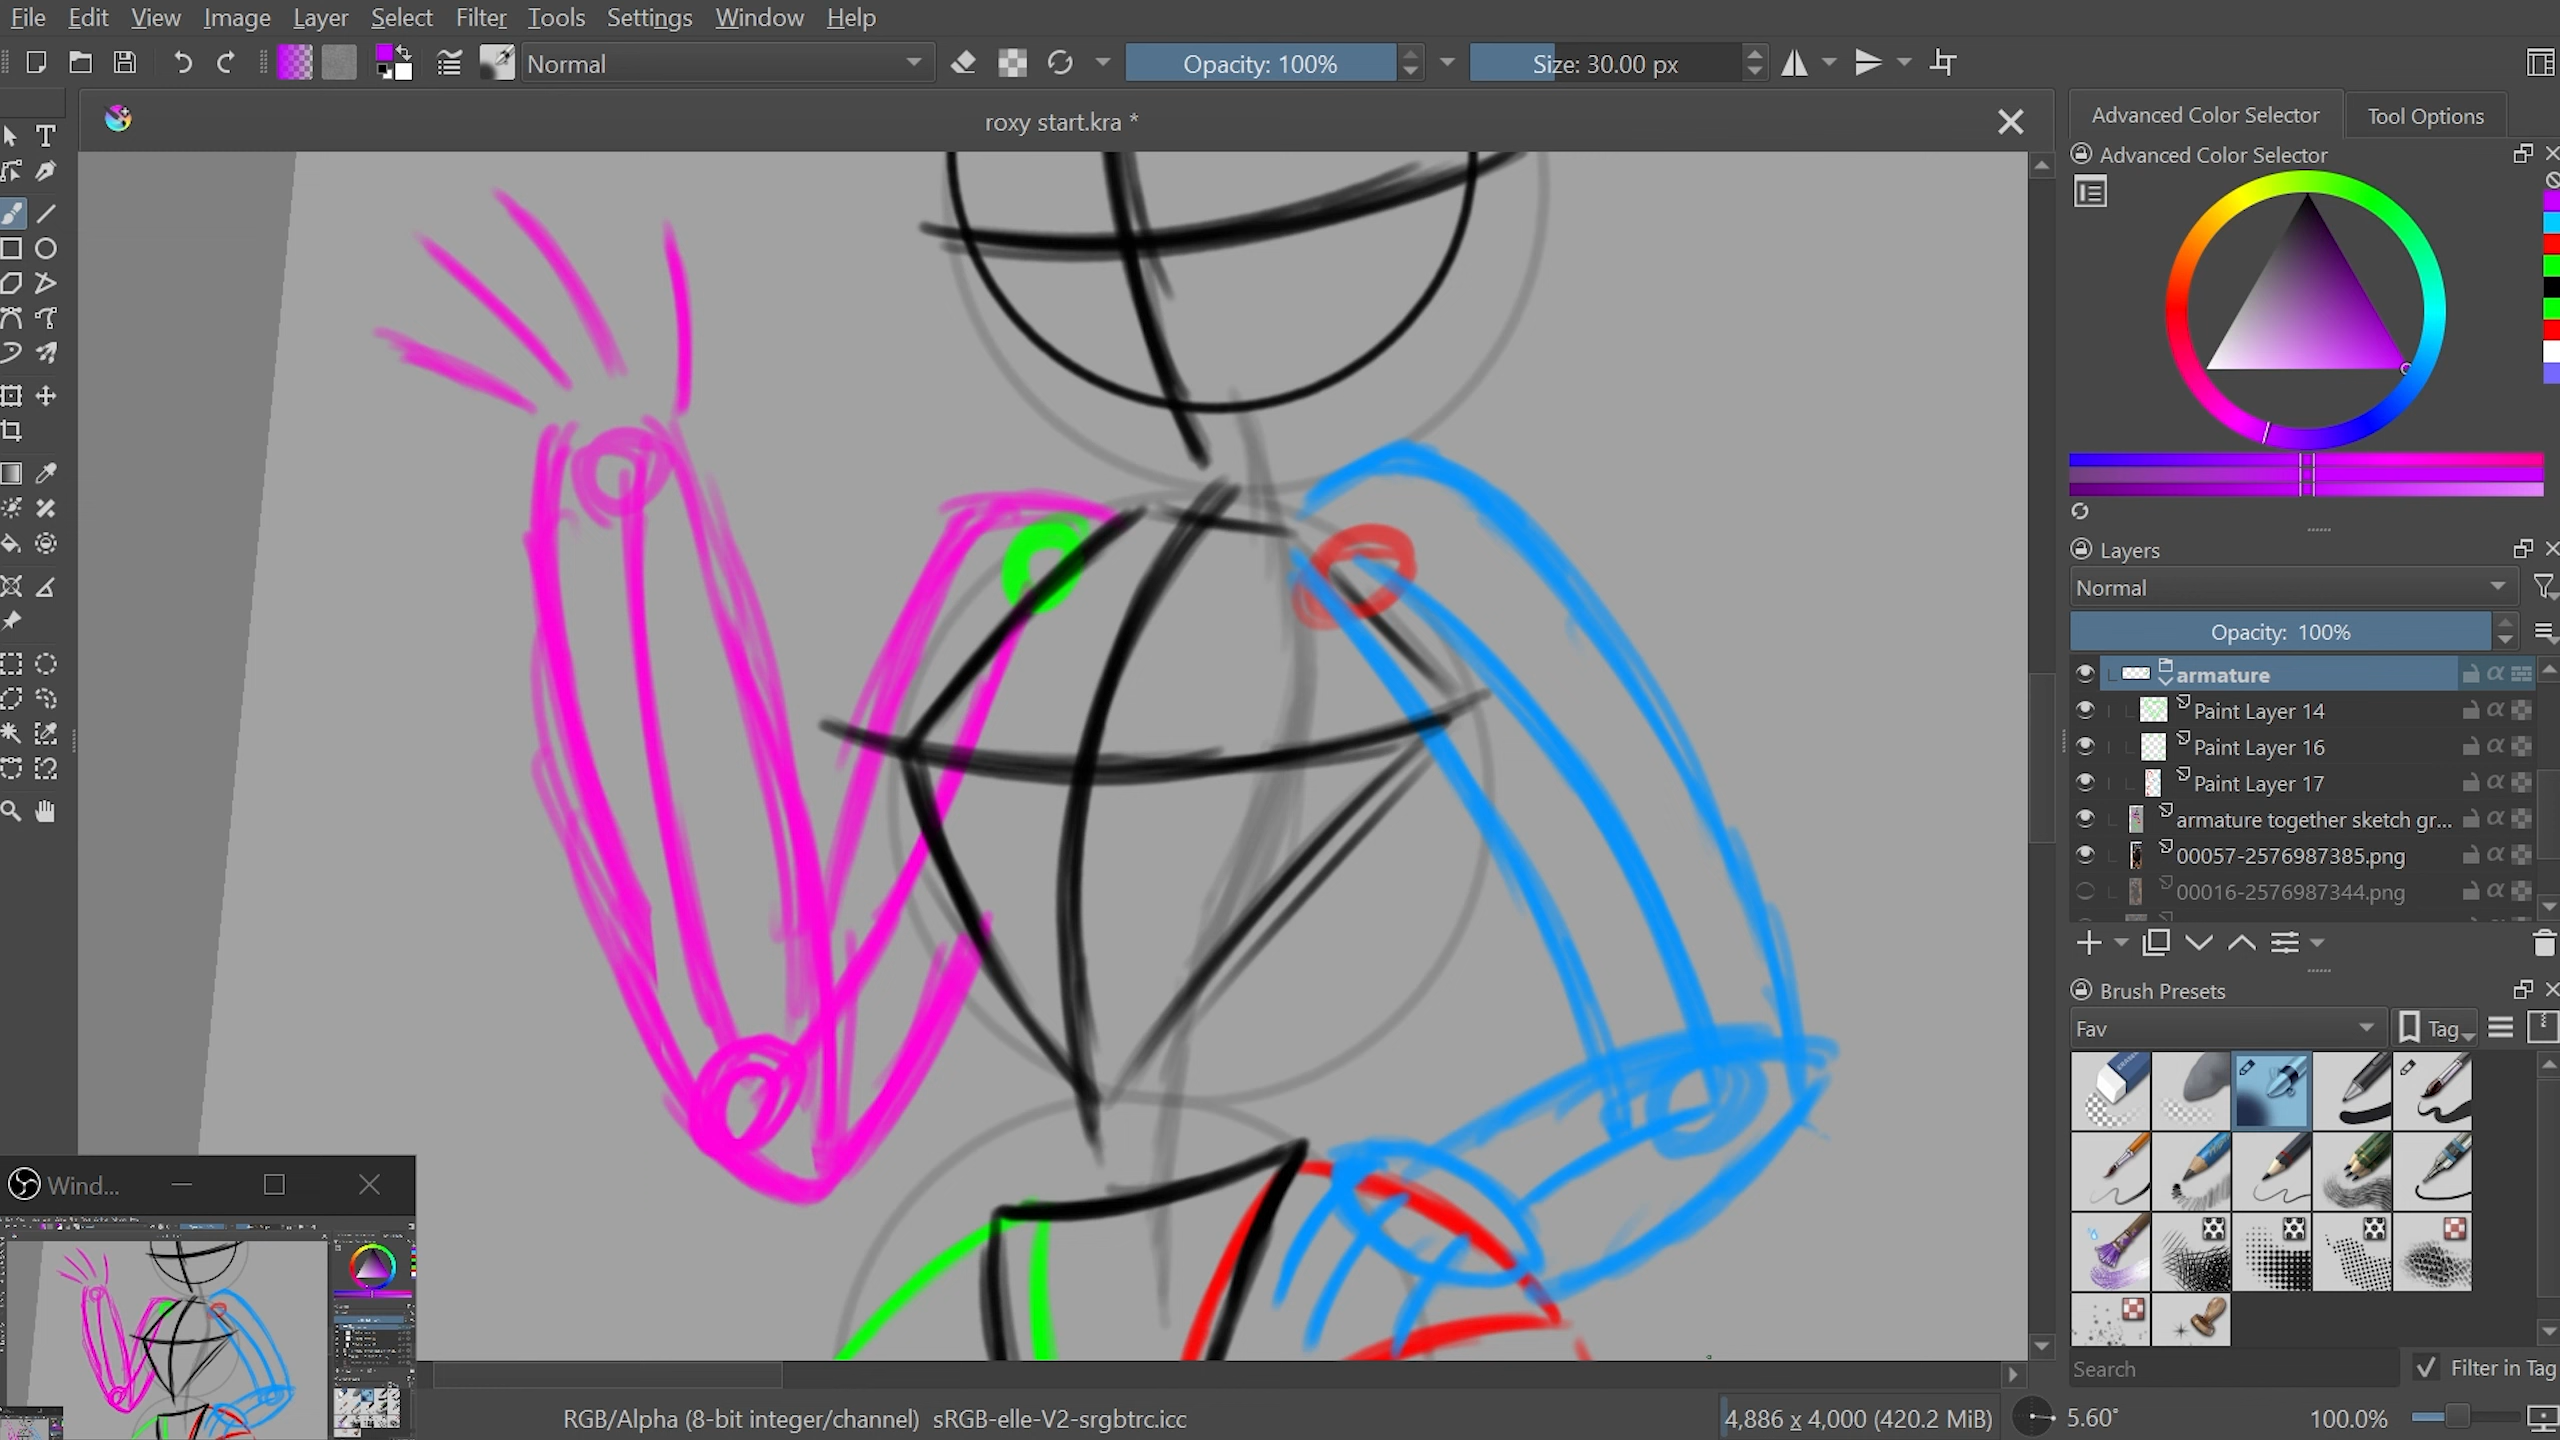 File Edit View Image Layer Select Filter Tools Settings Window Help
Normal Opacity: 100% Size: 30.00 px
roxy start.kra *
Advanced Color Selector Tool Options
Advanced Color Selector
Layers
Normal
Opacity: 100%
armature
Paint Layer 14
Paint Layer 16
Paint Layer 17
armature together sketch gr...
00057-2576987385.png
00016-2576987344.png
Brush Presets
Fav Tag
Search Filter in Tag
Wind...
RGB/Alpha (8-bit integer/channel) sRGB-elle-V2-srgbtrc.icc 4,886 x 4,000 (420.2 MiB) 5.60° 100.0%